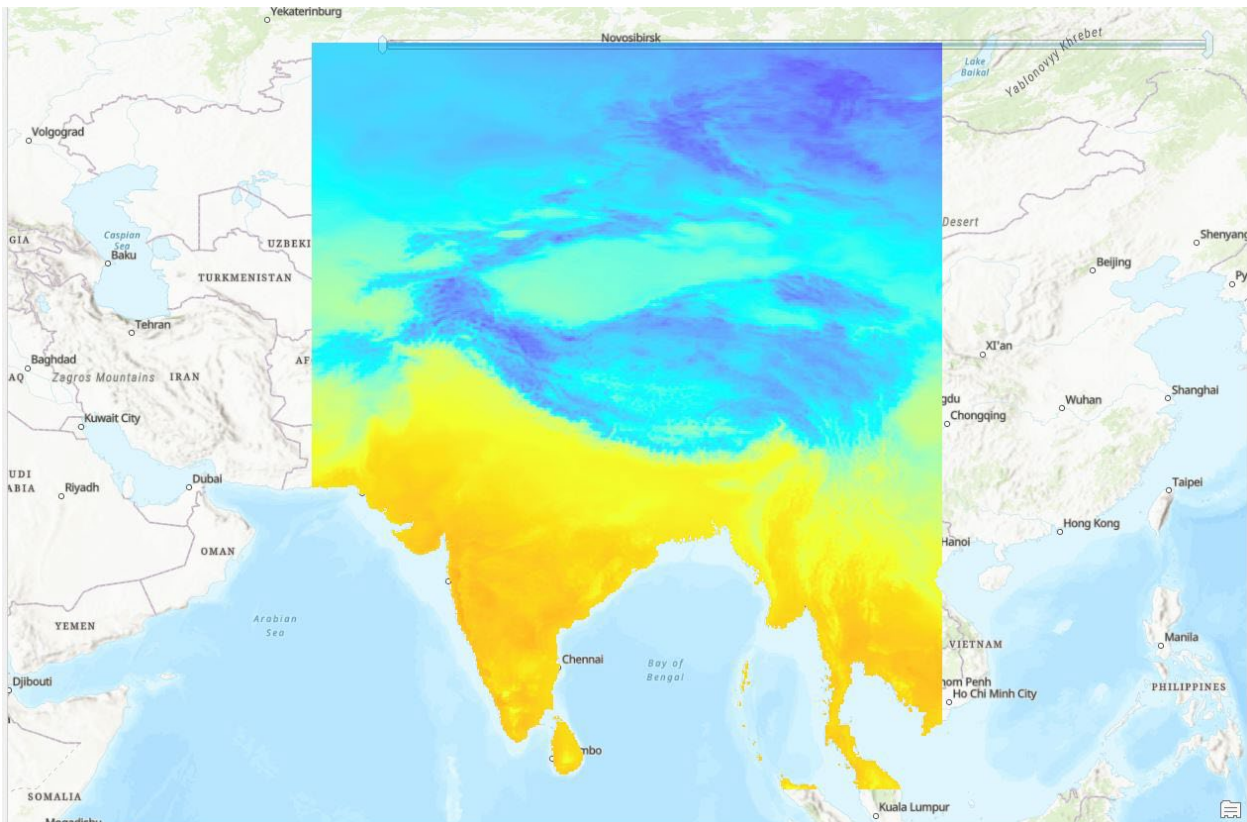 Yekaterinburg
Novosibirsk
Yablonovyy Khrebet
Lake
Baikal
Volgograd
Desert
Shenyang
GIA
Caspian
Sea
UZBEKI
Baku
Beijing
TURKMENISTAN
Py
Tehran
XI'an
Baghdad
AF
AQ
Zagros Mountains
IRAN
gdu
Wuhan
Shanghai
Kuwait City
Chongqing
UDI
ABIA
Riyadh
Dubai
Taipei
Hong Kong
OMAN
Hanoi
Arabian
Sea
YEMEN
Manila
VIETNAM
Chennai
Bay of
Bengal
Djibouti
nom Penh
PHILIPPINES
Ho Chi Minh City
mbo
SOMALIA
Kuala Lumpur